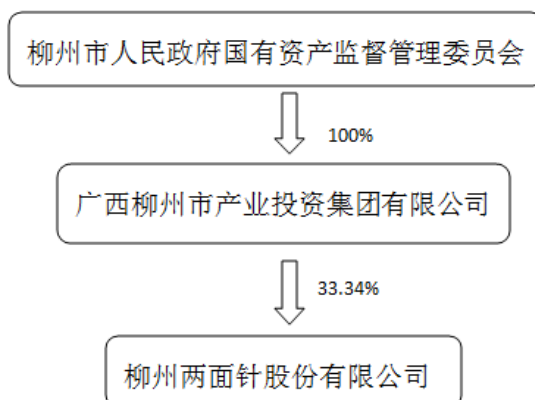 柳州市人民政府国有资产监督管理委员会
100%
广西柳州市产业投资集团有限公司
33.34%
柳州两面针股份有限公司